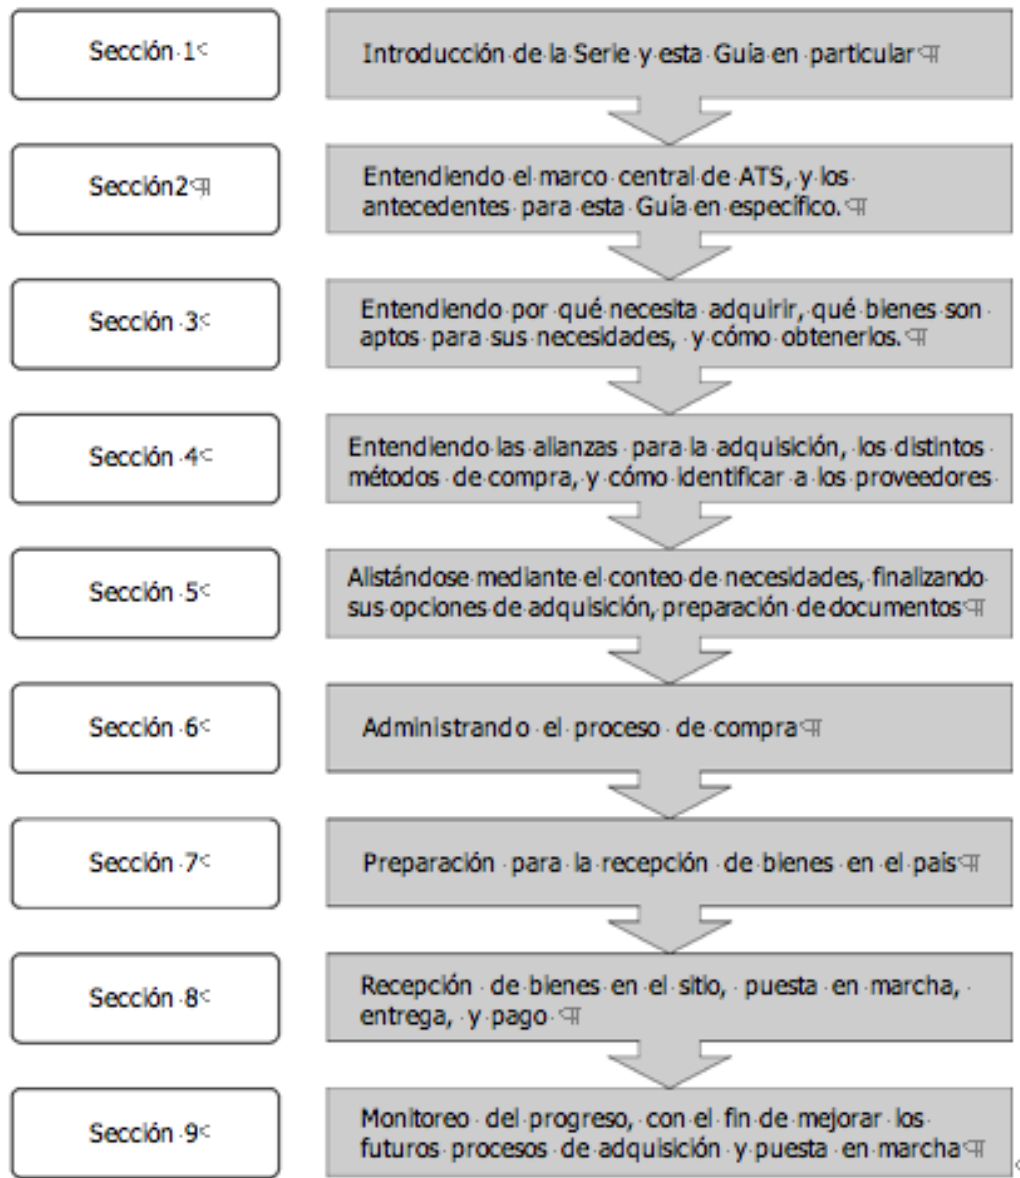 Sección 1
Introducción de la Serie y esta Guía en particular
Sección2
Entendiendo el marco central de ATS, y los
antecedentes para esta Guía en específico.
Sección 3
Entendiendo por qué necesita adquirir, qué bienes son
aptos para sus necesidades, y cómo obtenerlos.
Sección 4
Entendiendo las alianzas para la adquisición, los distintos
métodos de compra, y cómo identificar a los proveedores
Sección 5
Alistándose mediante el conteo de necesidades, finalizando
sus opciones de adquisición, preparación de documentos
Sección 6
Administrando el proceso de compra
Sección 7
Preparación para la recepción de bienes en el país
Sección 8
Recepción de bienes en el sitio, puesta en marcha,
entrega, y pago
Sección 9
Monitoreo del progreso, con el fin de mejorar los
futuros procesos de adquisición y puesta en marcha